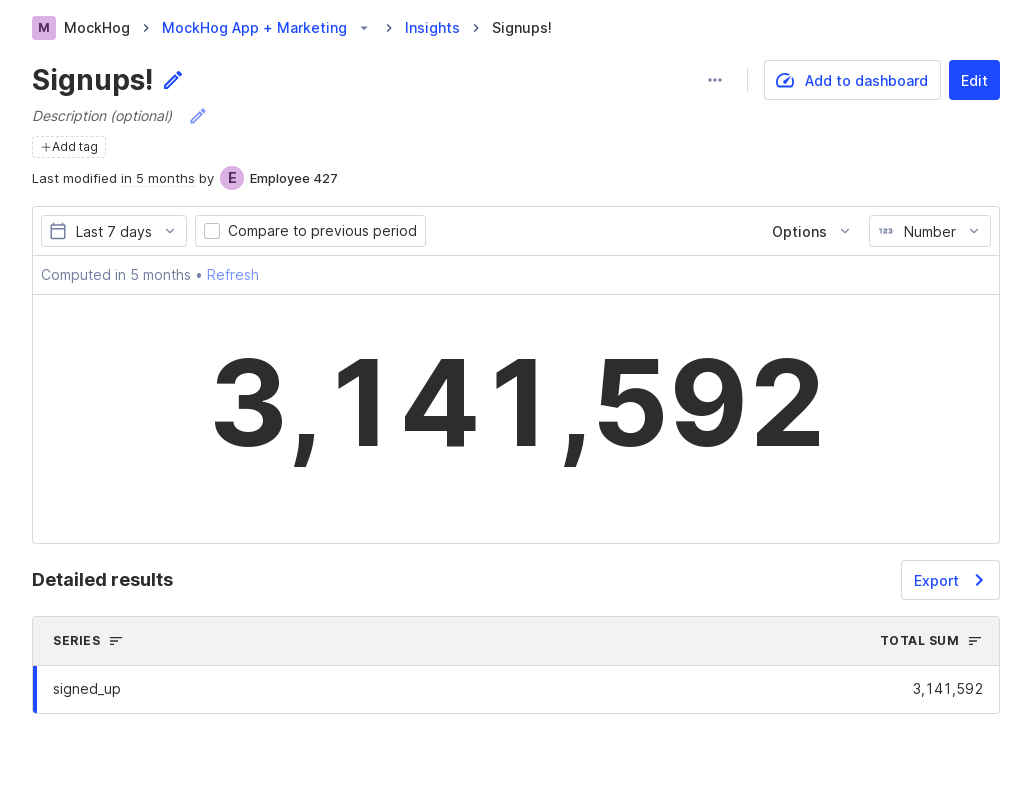 M MockHog > MockHog App + Marketing > Insights > Signups!
Signups!
Add to dashboard
Edit
Description (optional)
+Add tag
Last modified in 5 months by E Employee 427
Last 7 days
Compare to previous period
Options
123 Number
Computed in 5 months • Refresh
3,141,592
Detailed results
Export
SERIES
TOTAL SUM
signed_up
3,141,592